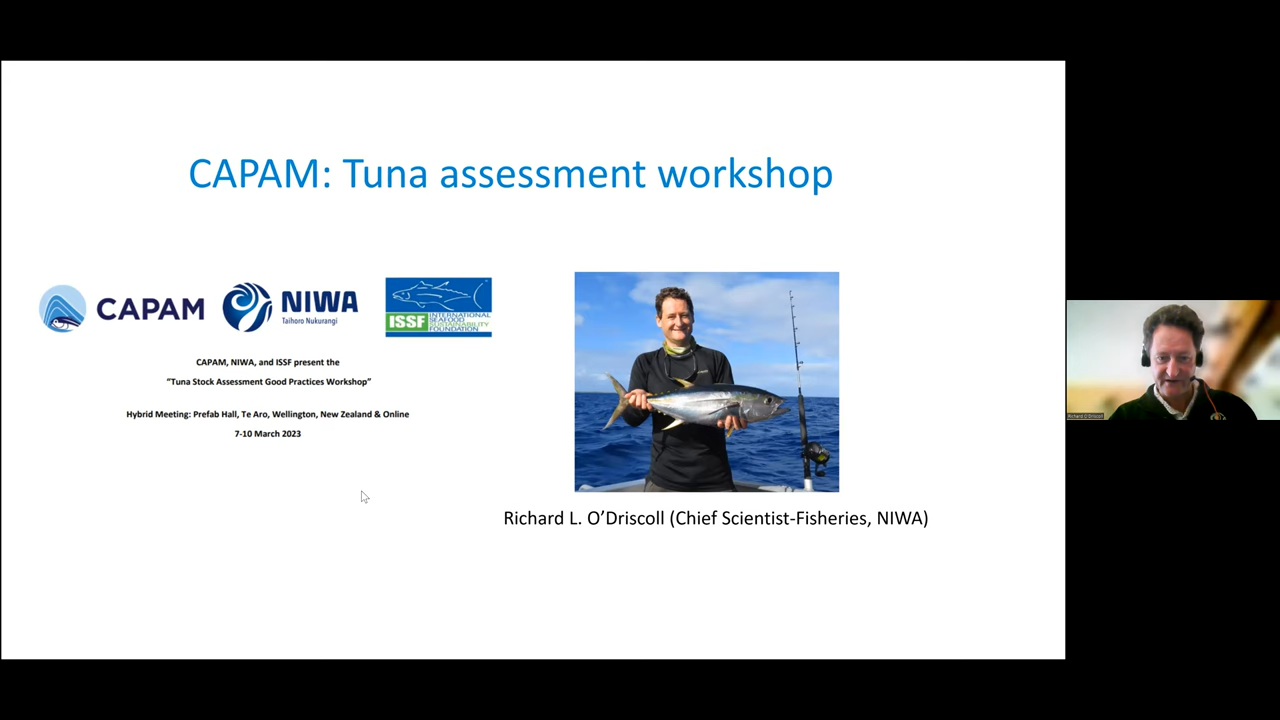 CAPAM: Tuna assessment workshop
CAPAM
NIWA
Taihoro Nukurangi
ISSF
INTERNATIONAL
SEAFOOD
SUSTAINABILITY
FOUNDATION
CAPAM, NIWA, and ISSF present the
“Tuna Stock Assessment Good Practices Workshop”
Hybrid Meeting: Prefab Hall, Te Aro, Wellington, New Zealand & Online
7-10 March 2023
Richard L. O’Driscoll (Chief Scientist-Fisheries, NIWA)
Richard O'Driscoll